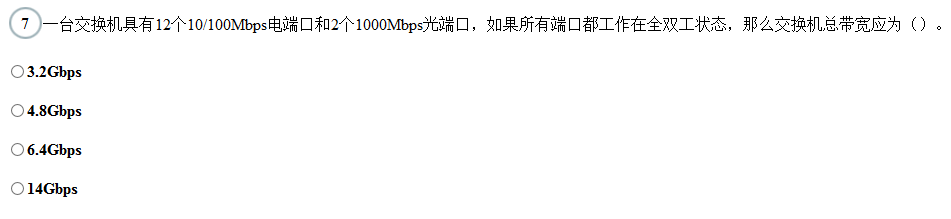 7 一台交换机具有12个10/100Mbps电端口和2个1000Mbps光端口，如果所有端口都工作在全双工状态，那么交换机总带宽应为（）。
3.2Gbps
4.8Gbps
6.4Gbps
14Gbps